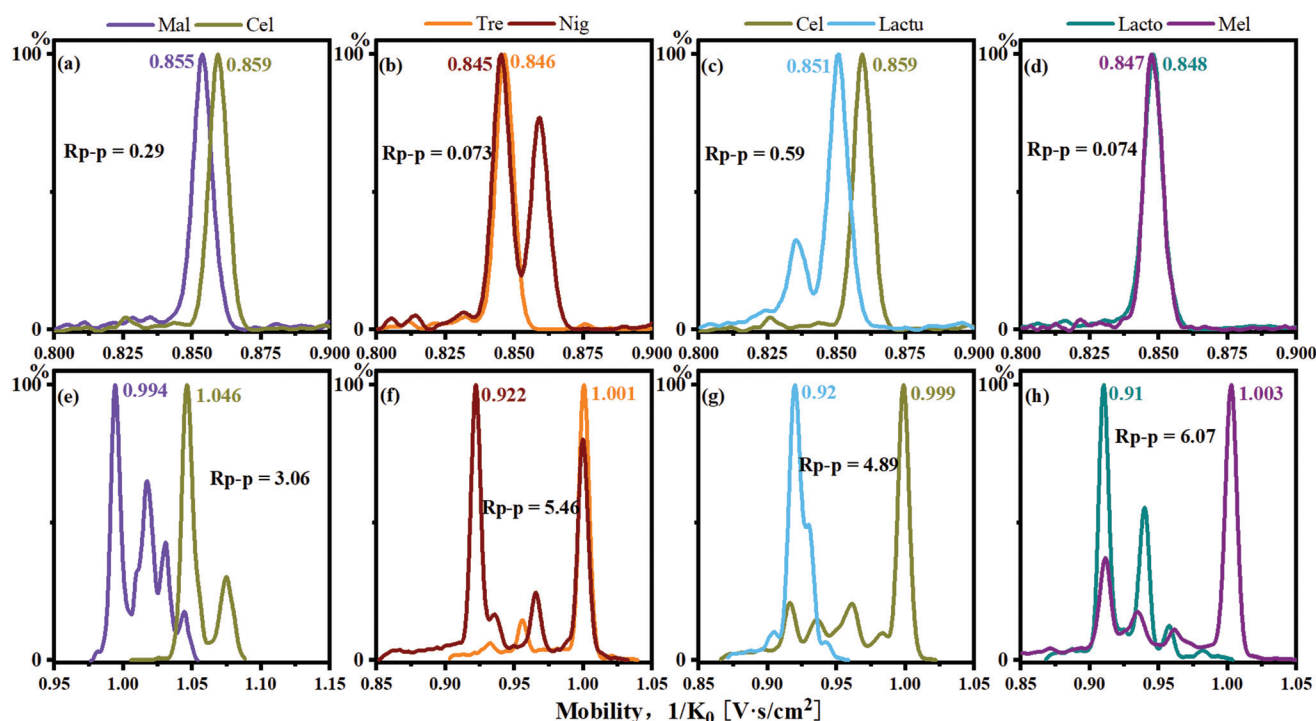 Mal Cel Tre Nig Cel Lactu Lacto Mel
% % % %
100 (a) 0.855 0.859 100 (b) 0.845 0.846 100 (c) 0.851 0.859 100 (d) 0.847 0.848
Rp-p = 0.29 Rp-p = 0.073 Rp-p = 0.59 Rp-p = 0.074
0 0 0 0
0.800 0.825 0.850 0.875 0.900 0.800 0.825 0.850 0.875 0.900 0.800 0.825 0.850 0.875 0.900 0.800 0.825 0.850 0.875 0.900
% % % %
100 (e) 0.994 1.046 100 (f) 0.922 1.001 100 (g) 0.92 0.999 100 (h) 0.91 1.003
Rp-p = 3.06 Rp-p = 5.46 Rp-p = 4.89 Rp-p = 6.07
0 0 0 0
0.95 1.00 1.05 1.10 1.15 0.85 0.90 0.95 1.00 1.05 0.85 0.90 0.95 1.00 1.05 0.85 0.90 0.95 1.00 1.05
Mobility, 1/K₀ [V·s/cm²]